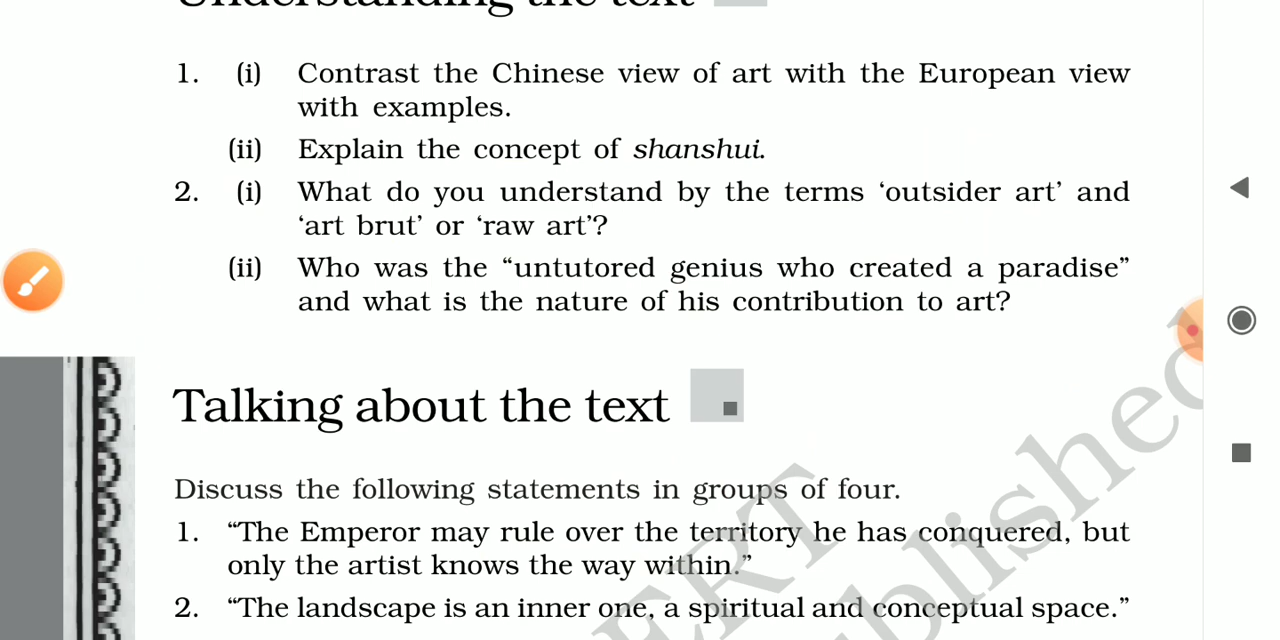 Understanding the text
1. (i) Contrast the Chinese view of art with the European view
with examples.
(ii) Explain the concept of shanshui.
2. (i) What do you understand by the terms ‘outsider art’ and
‘art brut’ or ‘raw art’?
(ii) Who was the “untutored genius who created a paradise”
and what is the nature of his contribution to art?
Talking about the text
Discuss the following statements in groups of four.
1. “The Emperor may rule over the territory he has conquered, but
only the artist knows the way within.”
2. “The landscape is an inner one, a spiritual and conceptual space.”